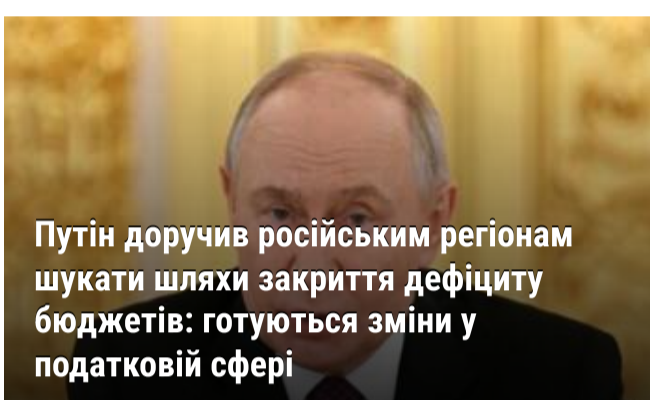 Путін доручив російським регіонам
шукати шляхи закриття дефіциту
бюджетів: готуються зміни у
податковій сфері